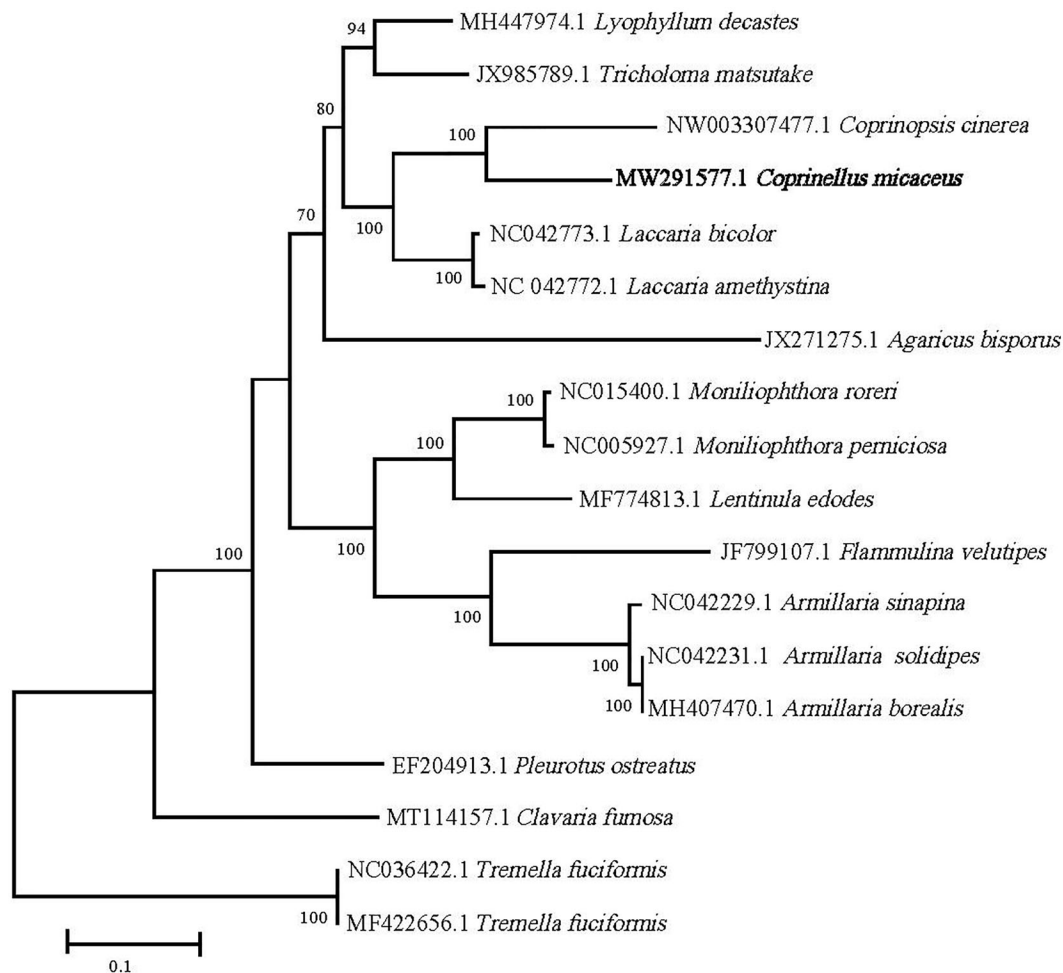 94
MH447974.1 Lyophyllum decastes
JX985789.1 Tricholoma matsutake
80
100
NW003307477.1 Coprinopsis cinerea
MW291577.1 Coprinellus micaceus
70
100
NC042773.1 Laccaria bicolor
100
NC 042772.1 Laccaria amethystina
JX271275.1 Agaricus bisporus
100
NC015400.1 Moniliophthora roreri
100
NC005927.1 Moniliophthora perniciosa
MF774813.1 Lentinula edodes
100
100
JF799107.1 Flammulina velutipes
100
NC042229.1 Armillaria sinapina
100
NC042231.1 Armillaria solidipes
100
MH407470.1 Armillaria borealis
EF204913.1 Pleurotus ostreatus
MT114157.1 Clavaria fumosa
NC036422.1 Tremella fuciformis
100
MF422656.1 Tremella fuciformis
0.1